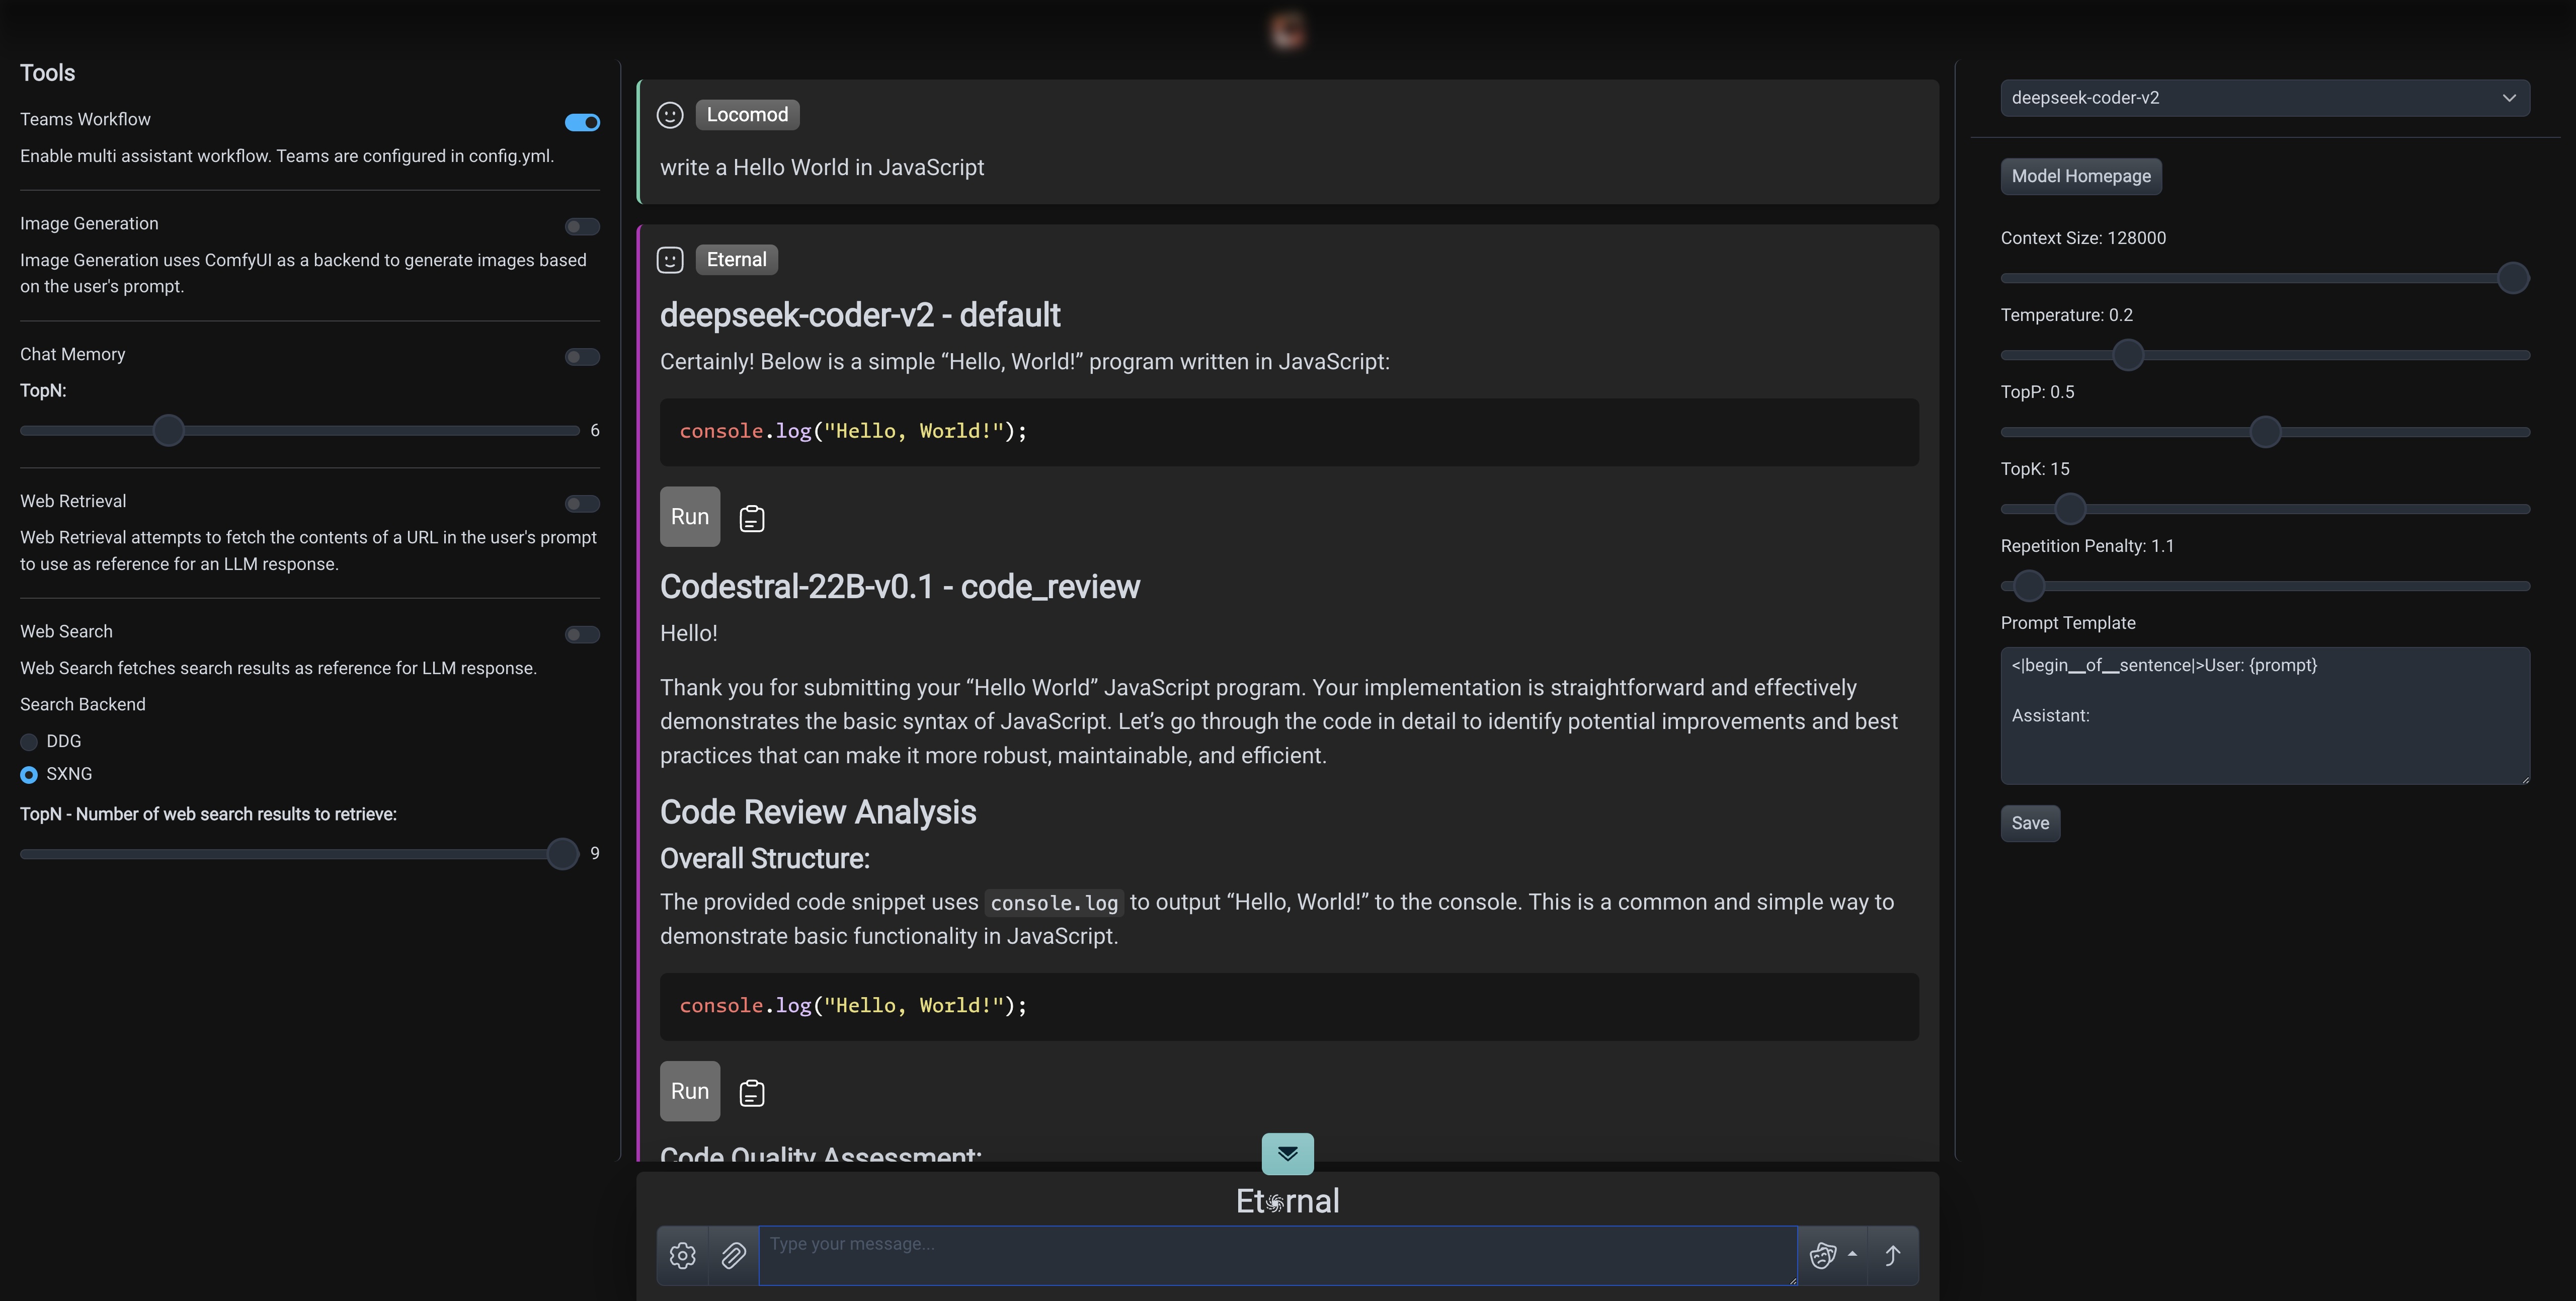 Tools
Teams Workflow
Enable multi assistant workflow. Teams are configured in config.yml.
Image Generation
Image Generation uses ComfyUI as a backend to generate images based
on the user's prompt.
Chat Memory
TopN:
6
Web Retrieval
Web Retrieval attempts to fetch the contents of a URL in the user's prompt
to use as reference for an LLM response.
Web Search
Web Search fetches search results as reference for LLM response.
Search Backend
DDG
SXNG
TopN - Number of web search results to retrieve:
9
Locomod
write a Hello World in JavaScript
Eternal
deepseek-coder-v2 - default
Certainly! Below is a simple “Hello, World!” program written in JavaScript:
console.log("Hello, World!");
Run
Codestral-22B-v0.1 - code_review
Hello!
Thank you for submitting your “Hello World” JavaScript program. Your implementation is straightforward and effectively
demonstrates the basic syntax of JavaScript. Let’s go through the code in detail to identify potential improvements and best
practices that can make it more robust, maintainable, and efficient.
Code Review Analysis
Overall Structure:
The provided code snippet uses console.log to output “Hello, World!” to the console. This is a common and simple way to
demonstrate basic functionality in JavaScript.
console.log("Hello, World!");
Run
Code Quality Assessment:
Eternal
Type your message...
deepseek-coder-v2
Model Homepage
Context Size: 128000
Temperature: 0.2
TopP: 0.5
TopK: 15
Repetition Penalty: 1.1
Prompt Template
<|begin__of__sentence|>User: {prompt}
Assistant:
Save